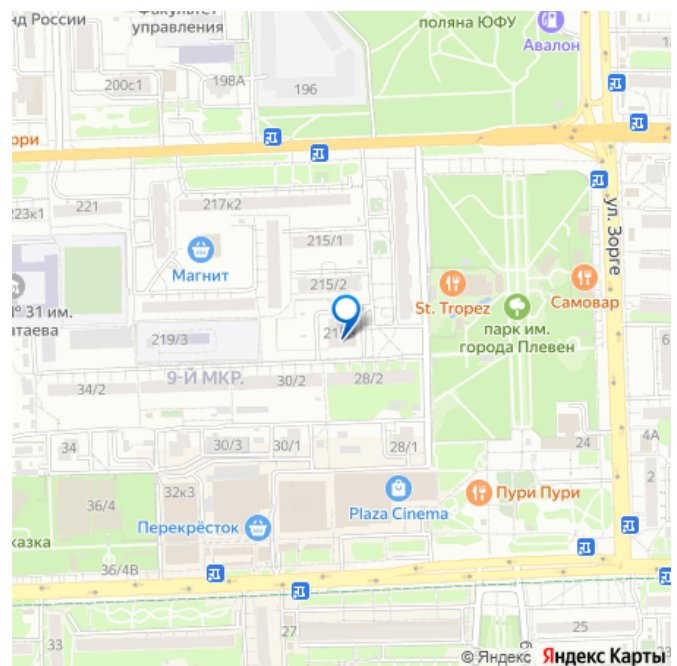 нд России
Факультет
управления
поляна ЮФУ
Авалон
200с1
198А
196
рри
ул. Зорге
223к1
221
217к2
215/1
Магнит
215/2
St. Tropez
Самовар
парк им.
города Плевен
№ 31 им.
атаева
219/3
9-Й МКР.
34/2
30/2
28/2
34
30/3
30/1
28/1
24
4А
2
36/4
32к3
Plaza Cinema
Пури Пури
Перекрёсток
казка
36/4В
33
27
25
© Яндекс Яндекс Карты